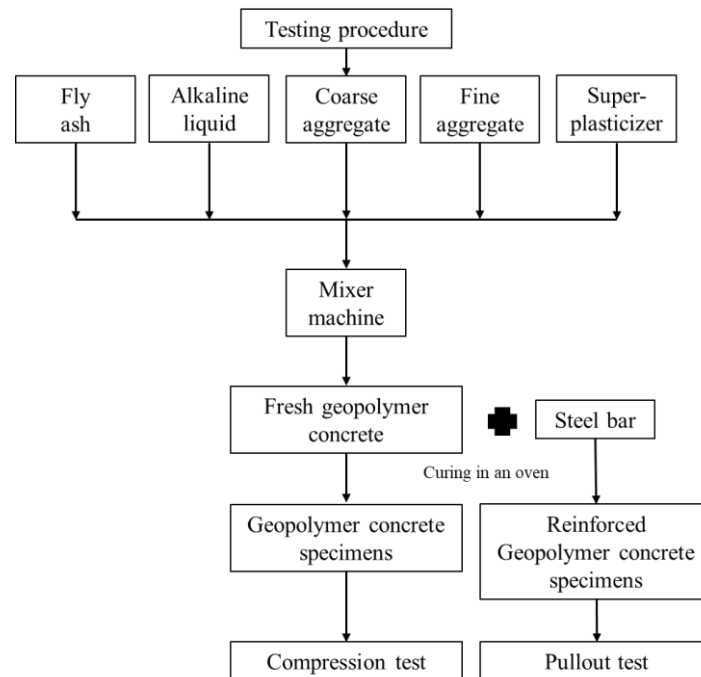 Testing procedure
Fly
ash
Alkaline
liquid
Coarse
aggregate
Fine
aggregate
Super-
plasticizer
Mixer
machine
Fresh geopolymer
concrete
Steel bar
Curing in an oven
Geopolymer concrete
specimens
Reinforced
Geopolymer concrete
specimens
Compression test
Pullout test